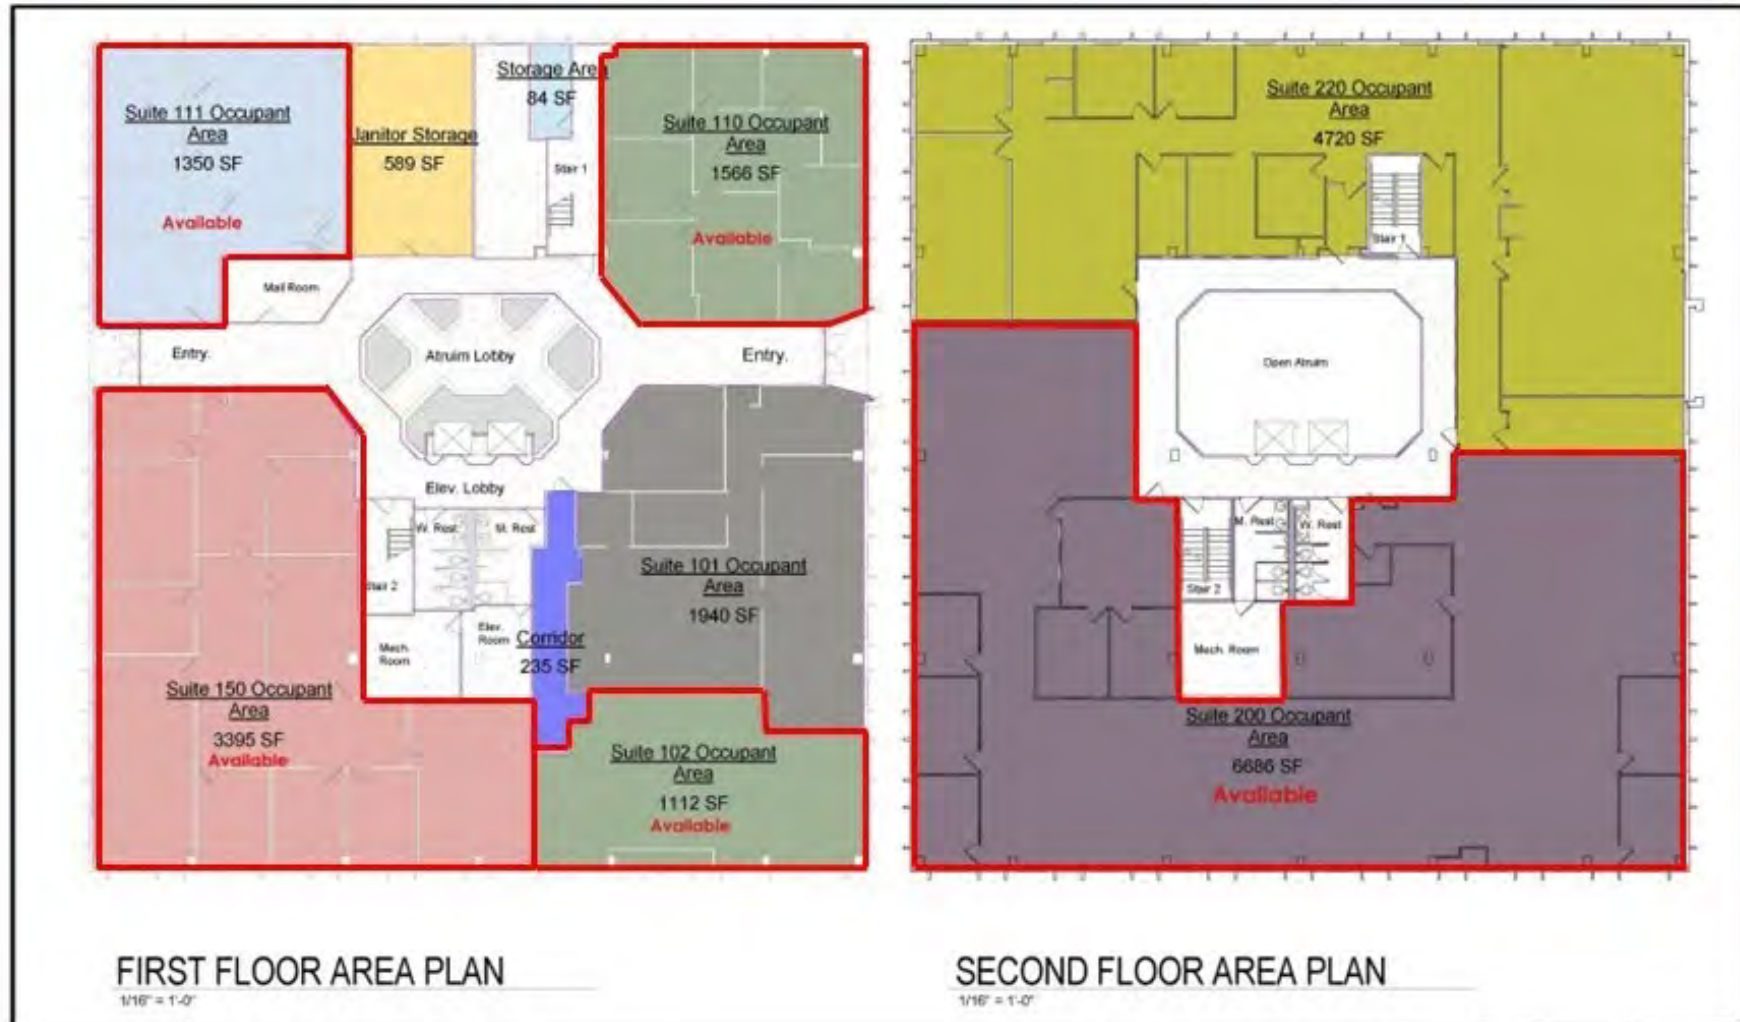 Suite 111 Occupant
Area
1350 SF
Available
Janitor Storage
589 SF
Storage Area
84 SF
Stair 1
Suite 110 Occupant
Area
1566 SF
Available
Mail Room
Entry.
Atruim Lobby
Entry.
Elev. Lobby
W. Rest
M. Rest
Stair 2
Mech.
Room
Elev.
Room
Corridor
235 SF
Suite 101 Occupant
Area
1940 SF
Suite 150 Occupant
Area
3395 SF
Available
Suite 102 Occupant
Area
1112 SF
Available
FIRST FLOOR AREA PLAN
1/16" = 1'-0"
Suite 220 Occupant
Area
4720 SF
Stair 1
Open Atruim
M. Rest
W. Rest
Stair 2
Mech. Room
Suite 200 Occupant
Area
6686 SF
Available
SECOND FLOOR AREA PLAN
1/16" = 1'-0"